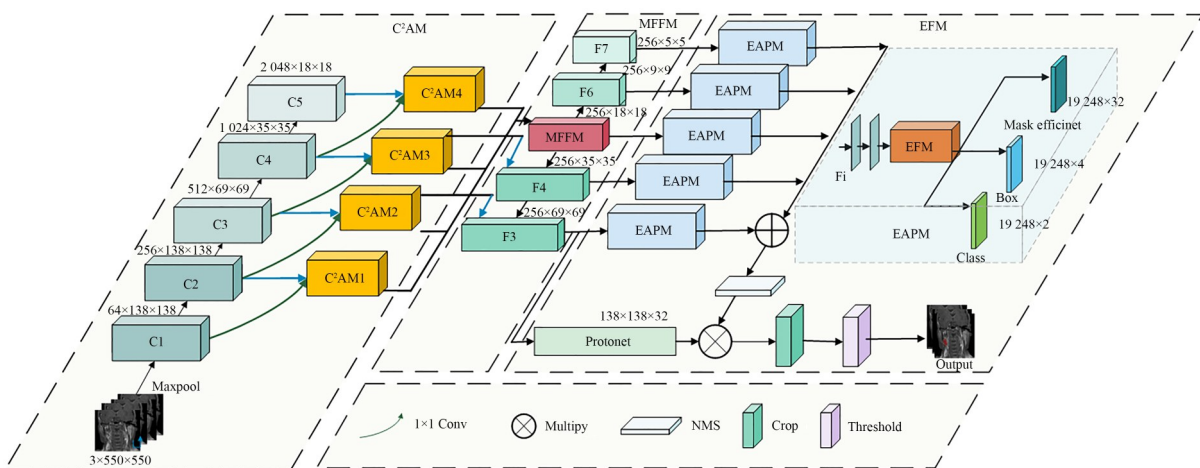 C²AM
MFFM
EFM
F7
256×5×5
EAPM
2 048×18×18
C5
C²AM4
F6
256×9×9
EAPM
1 024×35×35
C4
C²AM3
256×18×18
MFFM
EAPM
512×69×69
C3
C²AM2
256×35×35
F4
EAPM
256×138×138
C2
C²AM1
256×69×69
F3
EAPM
64×138×138
C1
Fi
EFM
19 248×32
Mask efficinet
19 248×4
Box
19 248×2
Class
EAPM
Maxpool
3×550×550
138×138×32
Protonet
Output
1×1 Conv
Multipy
NMS
Crop
Threshold